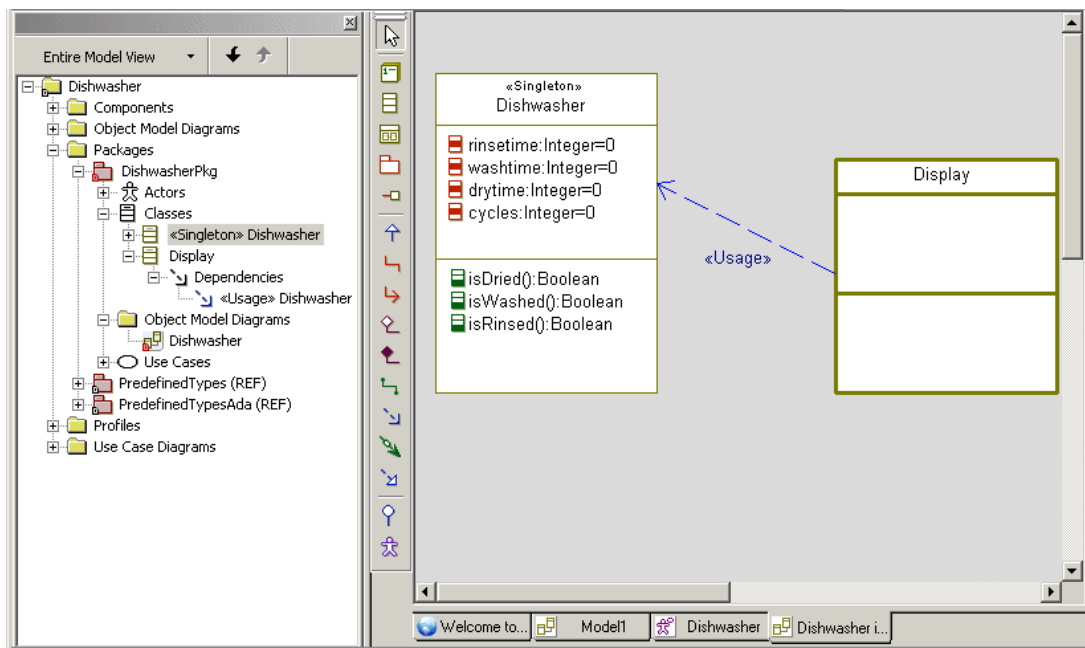 Entire Model View
Dishwasher
Components
Object Model Diagrams
Packages
DishwasherPkg
Actors
Classes
«Singleton» Dishwasher
Display
Dependencies
«Usage» Dishwasher
Object Model Diagrams
Dishwasher
Use Cases
PredefinedTypes (REF)
PredefinedTypesAda (REF)
Profiles
Use Case Diagrams
«Singleton»
Dishwasher
rinsetime:Integer=0
washtime:Integer=0
drytime:Integer=0
cycles:Integer=0
isDried():Boolean
isWashed():Boolean
isRinsed():Boolean
«Usage»
Display
Welcome to... Model1 Dishwasher Dishwasher i...